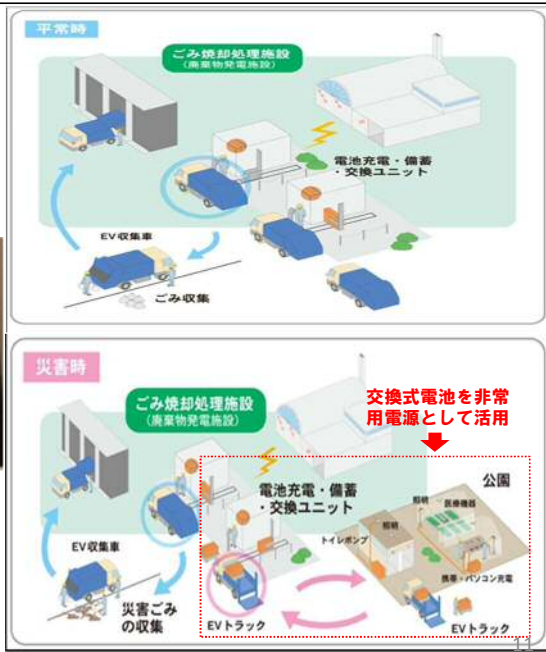 平常時
ごみ焼却処理施設
(廃棄物発電施設)
電池充電・備蓄
・交換ユニット
EV収集車
ごみ収集
災害時
ごみ焼却処理施設
(廃棄物発電施設)
交換式電池を非常
用電源として活用
公園
電池充電・備蓄
・交換ユニット
照明
医療機器
照明
トイレポンプ
携帯・パソコン充電
EV収集車
災害ごみ
の収集
EVトラック
EVトラック
11